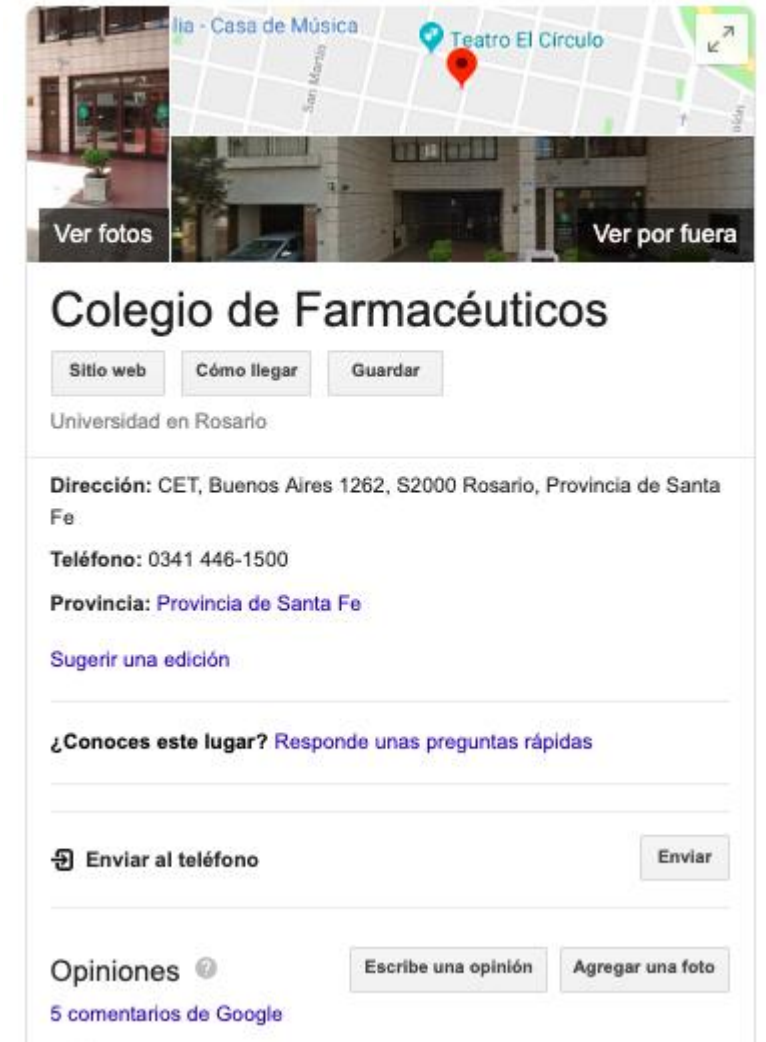 lia - Casa de Música
Teatro El Círculo
San Martín
Ver fotos
Ver por fuera
Colegio de Farmacéuticos
Sitio web
Cómo llegar
Guardar
Universidad en Rosario
Dirección: CET, Buenos Aires 1262, S2000 Rosario, Provincia de Santa
Fe
Teléfono: 0341 446-1500
Provincia: Provincia de Santa Fe
Sugerir una edición
¿Conoces este lugar? Responde unas preguntas rápidas
Enviar al teléfono
Enviar
Opiniones ?
Escribe una opinión
Agregar una foto
5 comentarios de Google